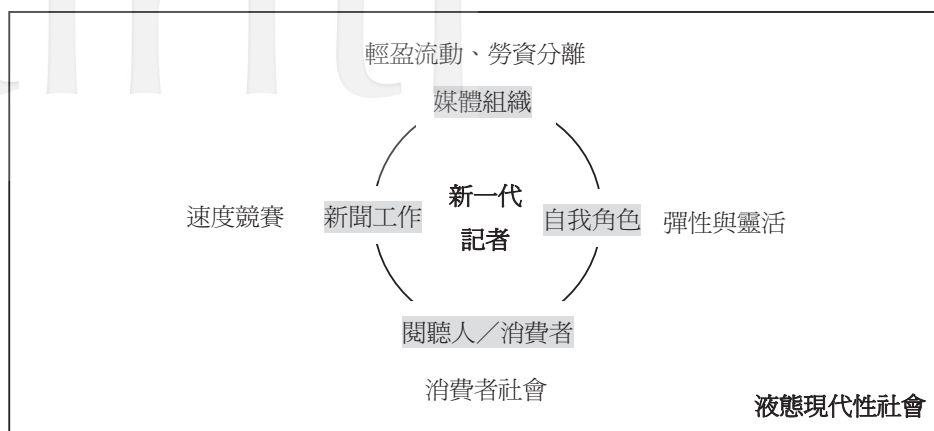 輕盈流動、勞資分離
媒體組織
新一代
速度競賽 新聞工作 自我角色 彈性與靈活
記者
閱聽人／消費者
消費者社會
液態現代性社會